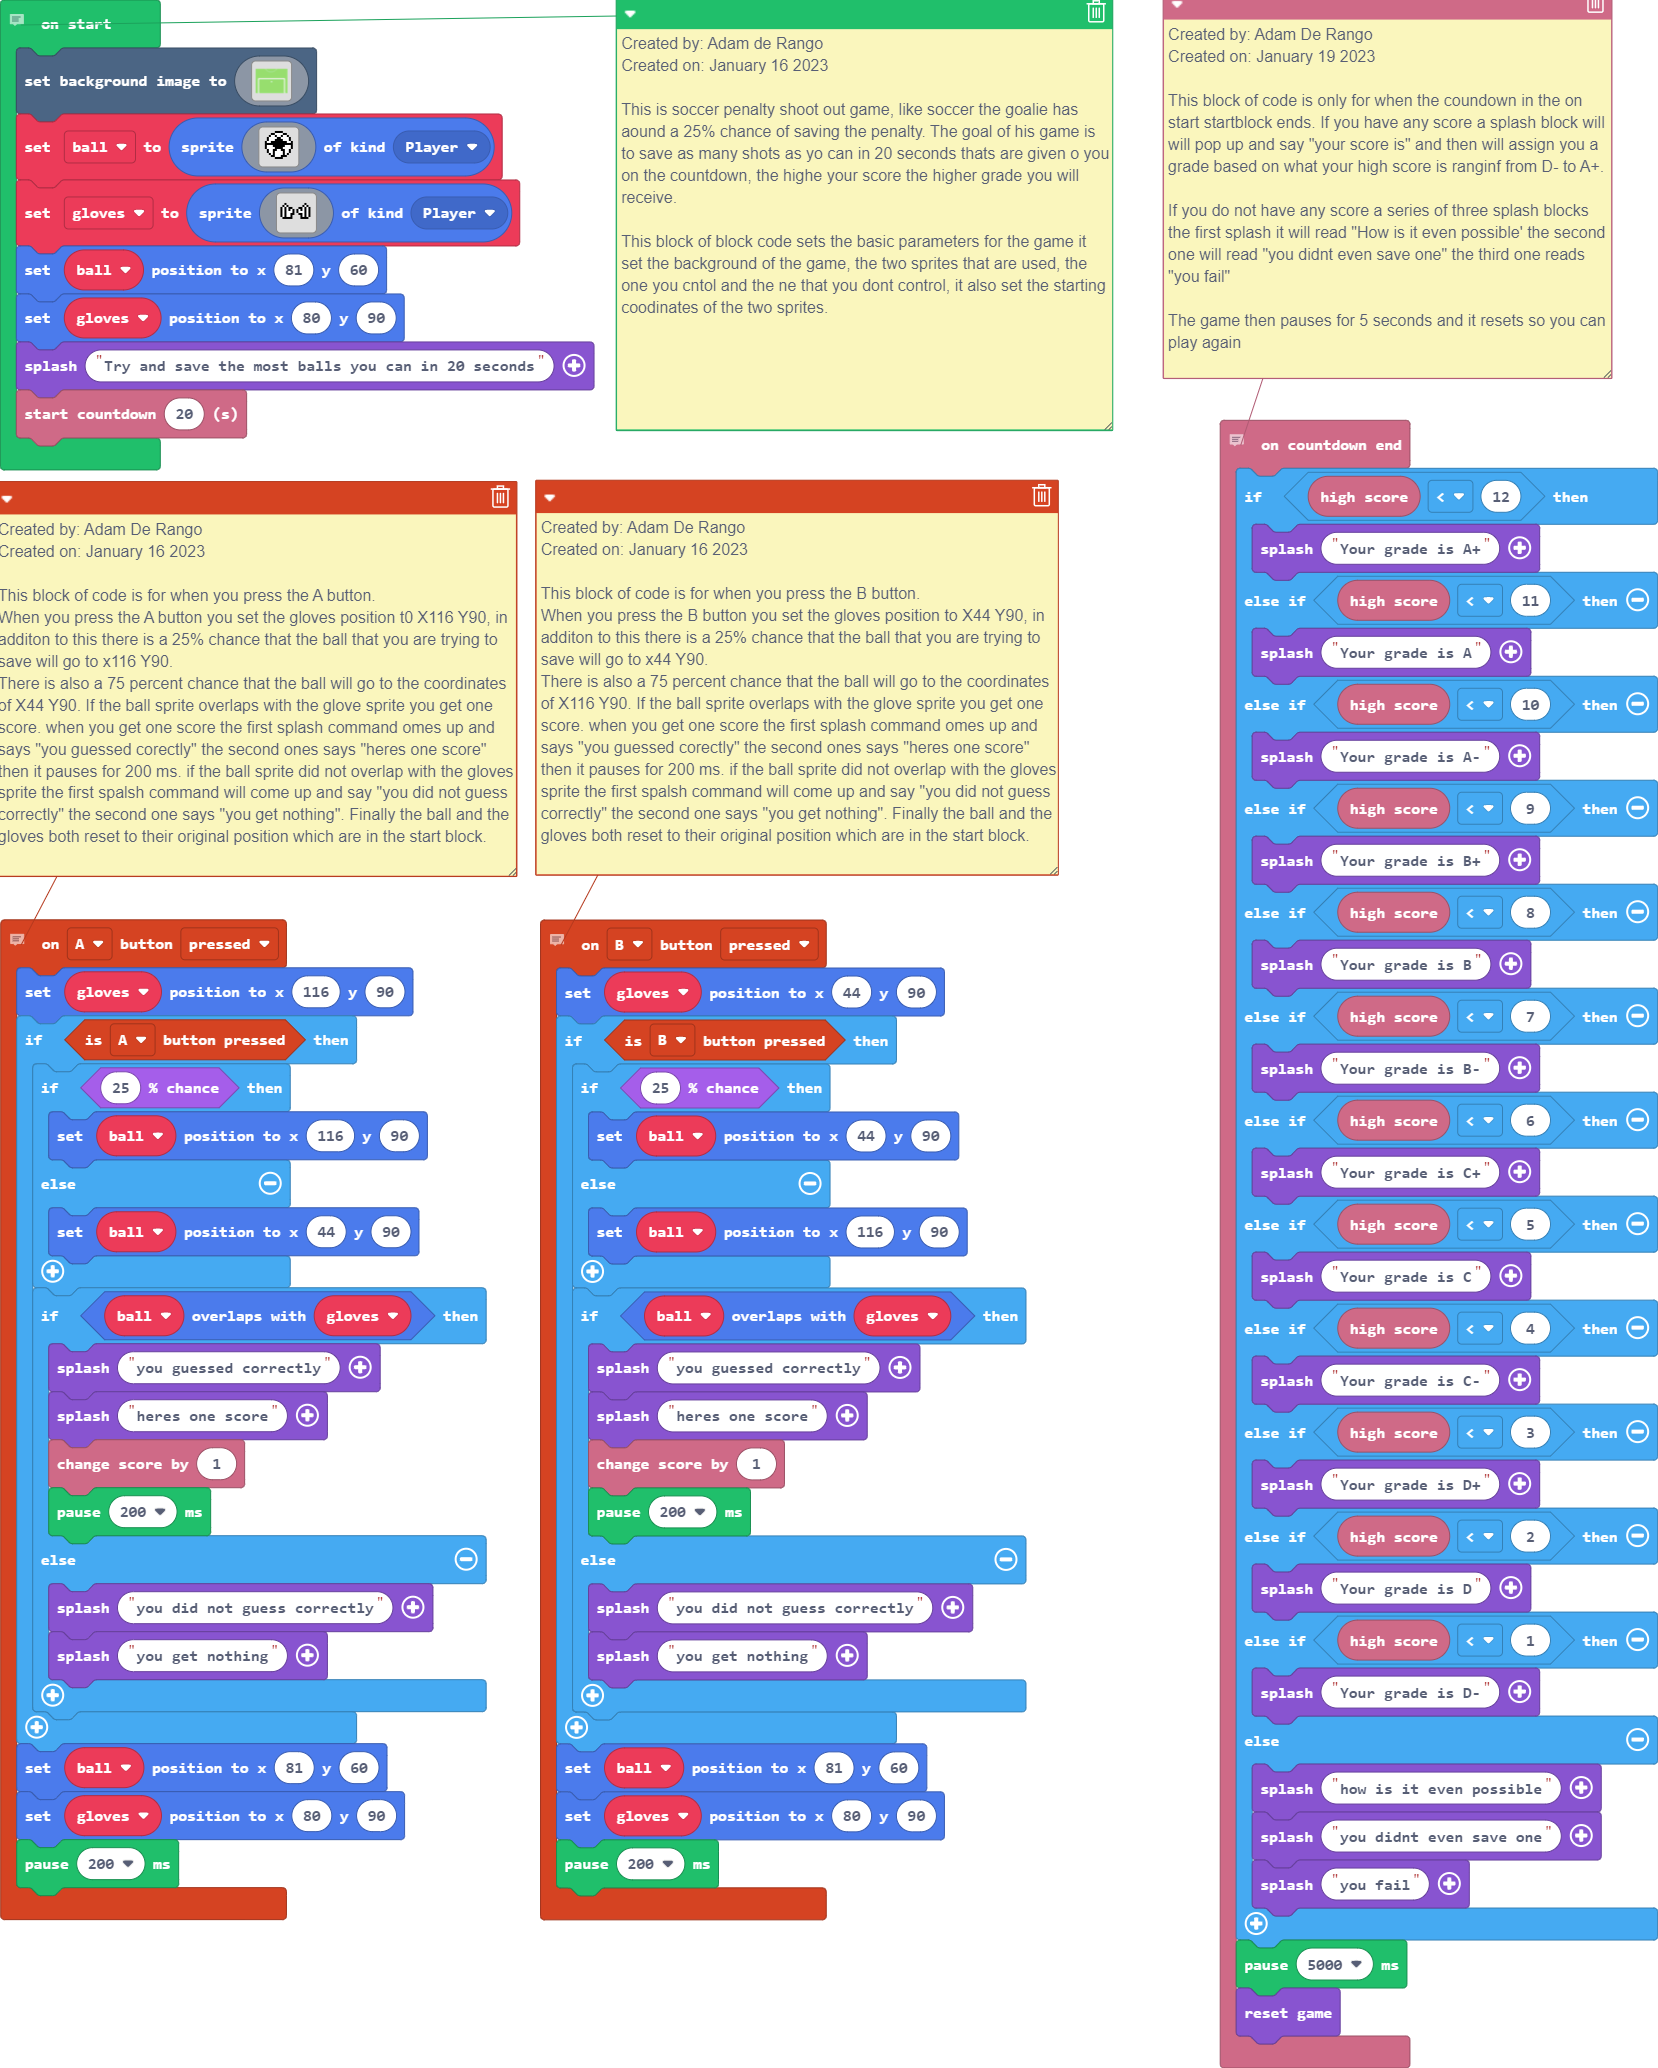 on start
set background image to
set ball to sprite of kind Player
set gloves to sprite of kind Player
set ball position to x 81 y 60
set gloves position to x 80 y 90
splash "Try and save the most balls you can in 20 seconds"
start countdown 20 (s)
Created by: Adam de Rango
Created on: January 16 2023
This is soccer penalty shoot out game, like soccer the goalie has
aound a 25% chance of saving the penalty. The goal of his game is
to save as many shots as yo can in 20 seconds thats are given o you
on the countdown, the highe your score the higher grade you will
receive.
This block of block code sets the basic parameters for the game it
set the background of the game, the two sprites that are used, the
one you cntol and the ne that you dont control, it also set the starting
coodinates of the two sprites.
Created by: Adam De Rango
Created on: January 19 2023
This block of code is only for when the coundown in the on
start startblock ends. If you have any score a splash block will
will pop up and say "your score is" and then will assign you a
grade based on what your high score is ranginf from D- to A+.
If you do not have any score a series of three splash blocks
the first splash it will read "How is it even possible' the second
one will read "you didnt even save one" the third one reads
"you fail"
The game then pauses for 5 seconds and it resets so you can
play again
Created by: Adam De Rango
Created on: January 16 2023
This block of code is for when you press the A button.
When you press the A button you set the gloves position t0 X116 Y90, in
additon to this there is a 25% chance that the ball that you are trying to
save will go to x116 Y90.
There is also a 75 percent chance that the ball will go to the coordinates
of X44 Y90. If the ball sprite overlaps with the glove sprite you get one
score. when you get one score the first splash command omes up and
says "you guessed corectly" the second ones says "heres one score"
then it pauses for 200 ms. if the ball sprite did not overlap with the gloves
sprite the first spalsh command will come up and say "you did not guess
correctly" the second one says "you get nothing". Finally the ball and the
gloves both reset to their original position which are in the start block.
Created by: Adam De Rango
Created on: January 16 2023
This block of code is for when you press the B button.
When you press the B button you set the gloves position to X44 Y90, in
additon to this there is a 25% chance that the ball that you are trying to
save will go to x44 Y90.
There is also a 75 percent chance that the ball will go to the coordinates
of X116 Y90. If the ball sprite overlaps with the glove sprite you get one
score. when you get one score the first splash command omes up and
says "you guessed corectly" the second ones says "heres one score"
then it pauses for 200 ms. if the ball sprite did not overlap with the gloves
sprite the first spalsh command will come up and say "you did not guess
correctly" the second one says "you get nothing". Finally the ball and the
gloves both reset to their original position which are in the start block.
on A button pressed
set gloves position to x 116 y 90
if is A button pressed then
if 25 % chance then
set ball position to x 116 y 90
else
set ball position to x 44 y 90
if ball overlaps with gloves then
splash "you guessed correctly"
splash "heres one score"
change score by 1
pause 200 ms
else
splash "you did not guess correctly"
splash "you get nothing"
set ball position to x 81 y 60
set gloves position to x 80 y 90
pause 200 ms
on B button pressed
set gloves position to x 44 y 90
if is B button pressed then
if 25 % chance then
set ball position to x 44 y 90
else
set ball position to x 116 y 90
if ball overlaps with gloves then
splash "you guessed correctly"
splash "heres one score"
change score by 1
pause 200 ms
else
splash "you did not guess correctly"
splash "you get nothing"
set ball position to x 81 y 60
set gloves position to x 80 y 90
pause 200 ms
on countdown end
if high score < 12 then
splash "Your grade is A+"
else if high score < 11 then
splash "Your grade is A"
else if high score < 10 then
splash "Your grade is A-"
else if high score < 9 then
splash "Your grade is B+"
else if high score < 8 then
splash "Your grade is B"
else if high score < 7 then
splash "Your grade is B-"
else if high score < 6 then
splash "Your grade is C+"
else if high score < 5 then
splash "Your grade is C"
else if high score < 4 then
splash "Your grade is C-"
else if high score < 3 then
splash "Your grade is D+"
else if high score < 2 then
splash "Your grade is D"
else if high score < 1 then
splash "Your grade is D-"
else
splash "how is it even possible"
splash "you didnt even save one"
splash "you fail"
pause 5000 ms
reset game